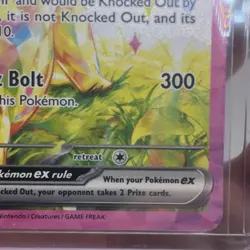 and would be Knocked Out by
it is not Knocked Out, and its
10.
Bolt 300
his Pokémon.
retreat
okémon ex rule
When your Pokémon ex
ocked Out, your opponent takes 2 Prize cards.
Nintendo / Creatures / GAME FREAK